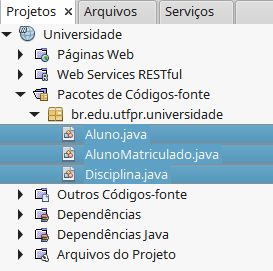 Projetos × Arquivos Serviços
Universidade
Páginas Web
Web Services RESTful
Pacotes de Códigos-fonte
br.edu.utfpr.universidade
Aluno.java
AlunoMatriculado.java
Disciplina.java
Outros Códigos-fonte
Dependências
Dependências Java
Arquivos do Projeto